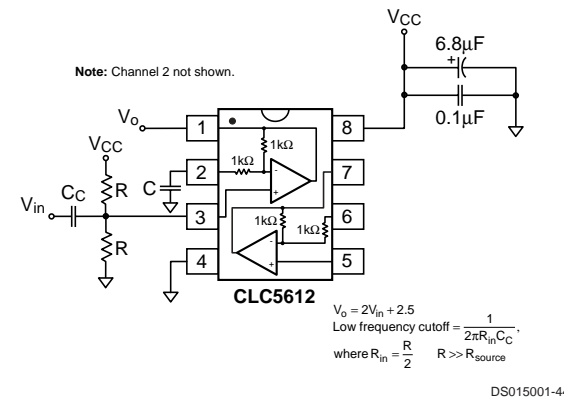 VCC
6.8µF
+
Note: Channel 2 not shown.
0.1µF
Vo
1
8
1kΩ
VCC
1kΩ
2
-
7
R
C
+
Vin
CC
3
6
1kΩ
1kΩ
R
-
4
+
5
CLC5612
Vo = 2Vin + 2.5
Low frequency cutoff = 1 / 2πRinCC ,
where Rin = R / 2 R >> Rsource
DS015001-44